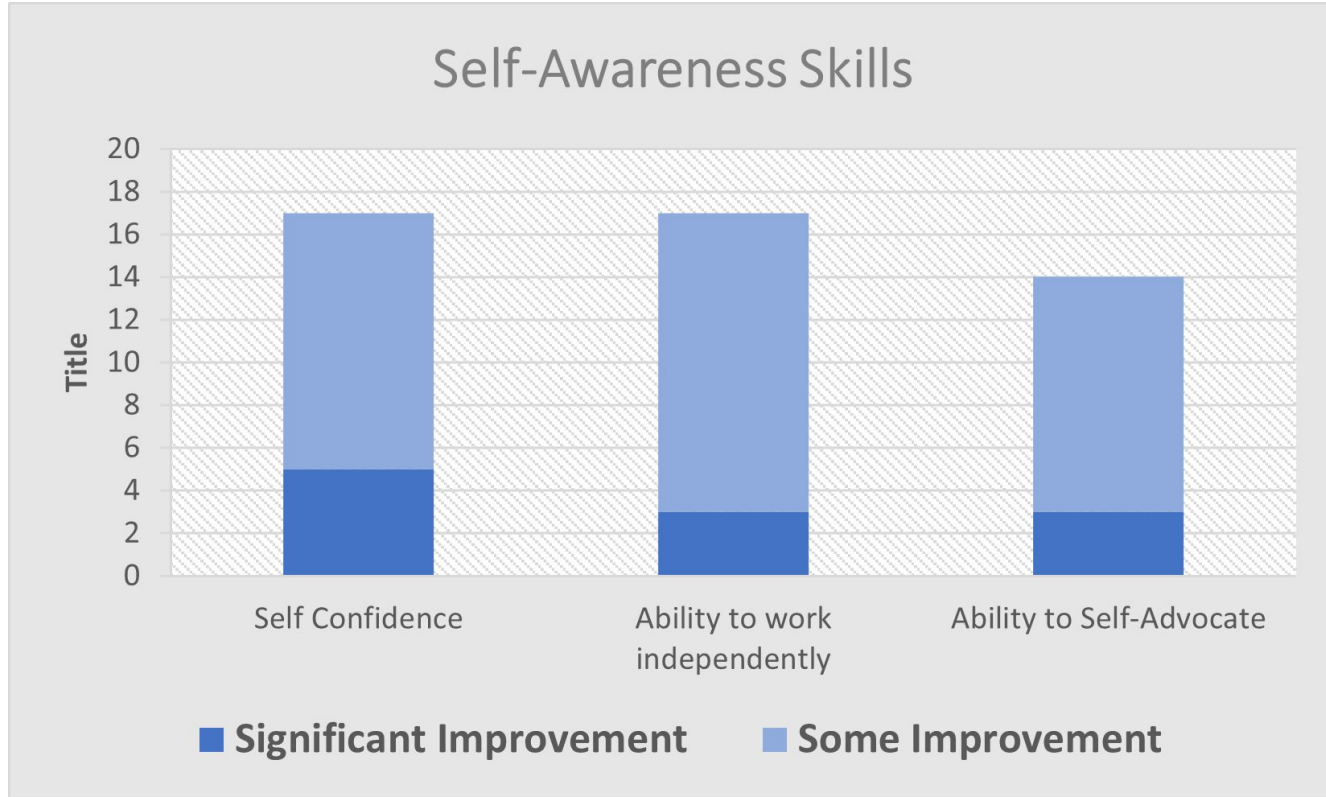 Self-Awareness Skills
20
18
16
14
12
10
8
6
4
2
0
Title
Self Confidence
Ability to work
independently
Ability to Self-Advocate
Significant Improvement
Some Improvement